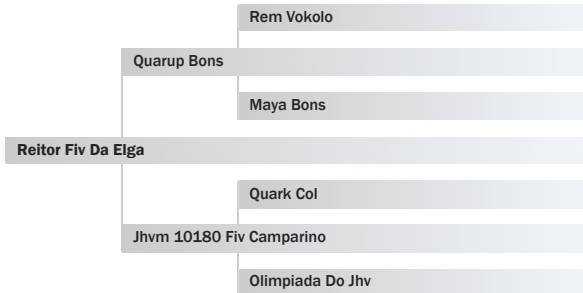 Rem Vokolo
Quarup Bons
Maya Bons
Reitor Fiv Da Elga
Quark Col
Jhvm 10180 Fiv Camparino
Olimpiada Do Jhv